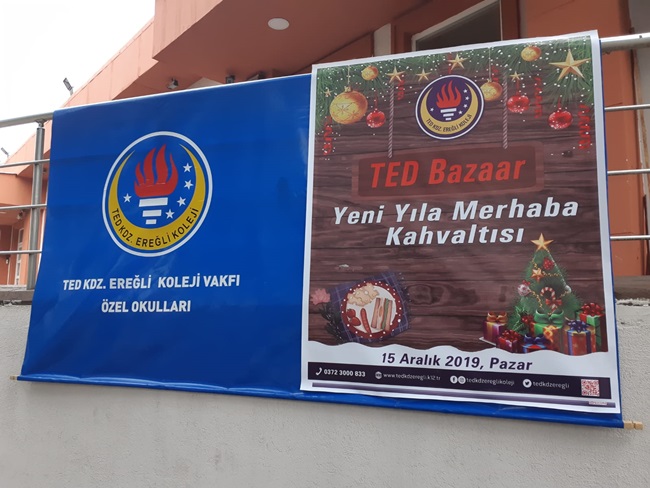 TED KDZ. EREĞLİ KOLEJİ
TED KDZ. EREĞLİ KOLEJİ VAKFI
ÖZEL OKULLARI
TED KDZ. EREĞLİ KOLEJİ
TED Bazaar
Yeni Yıla Merhaba
Kahvaltısı
15 Aralık 2019, Pazar
0372 3000 833 www.tedkdzeregli.k12.tr tedkdzereglikoleji tedkdzeregli